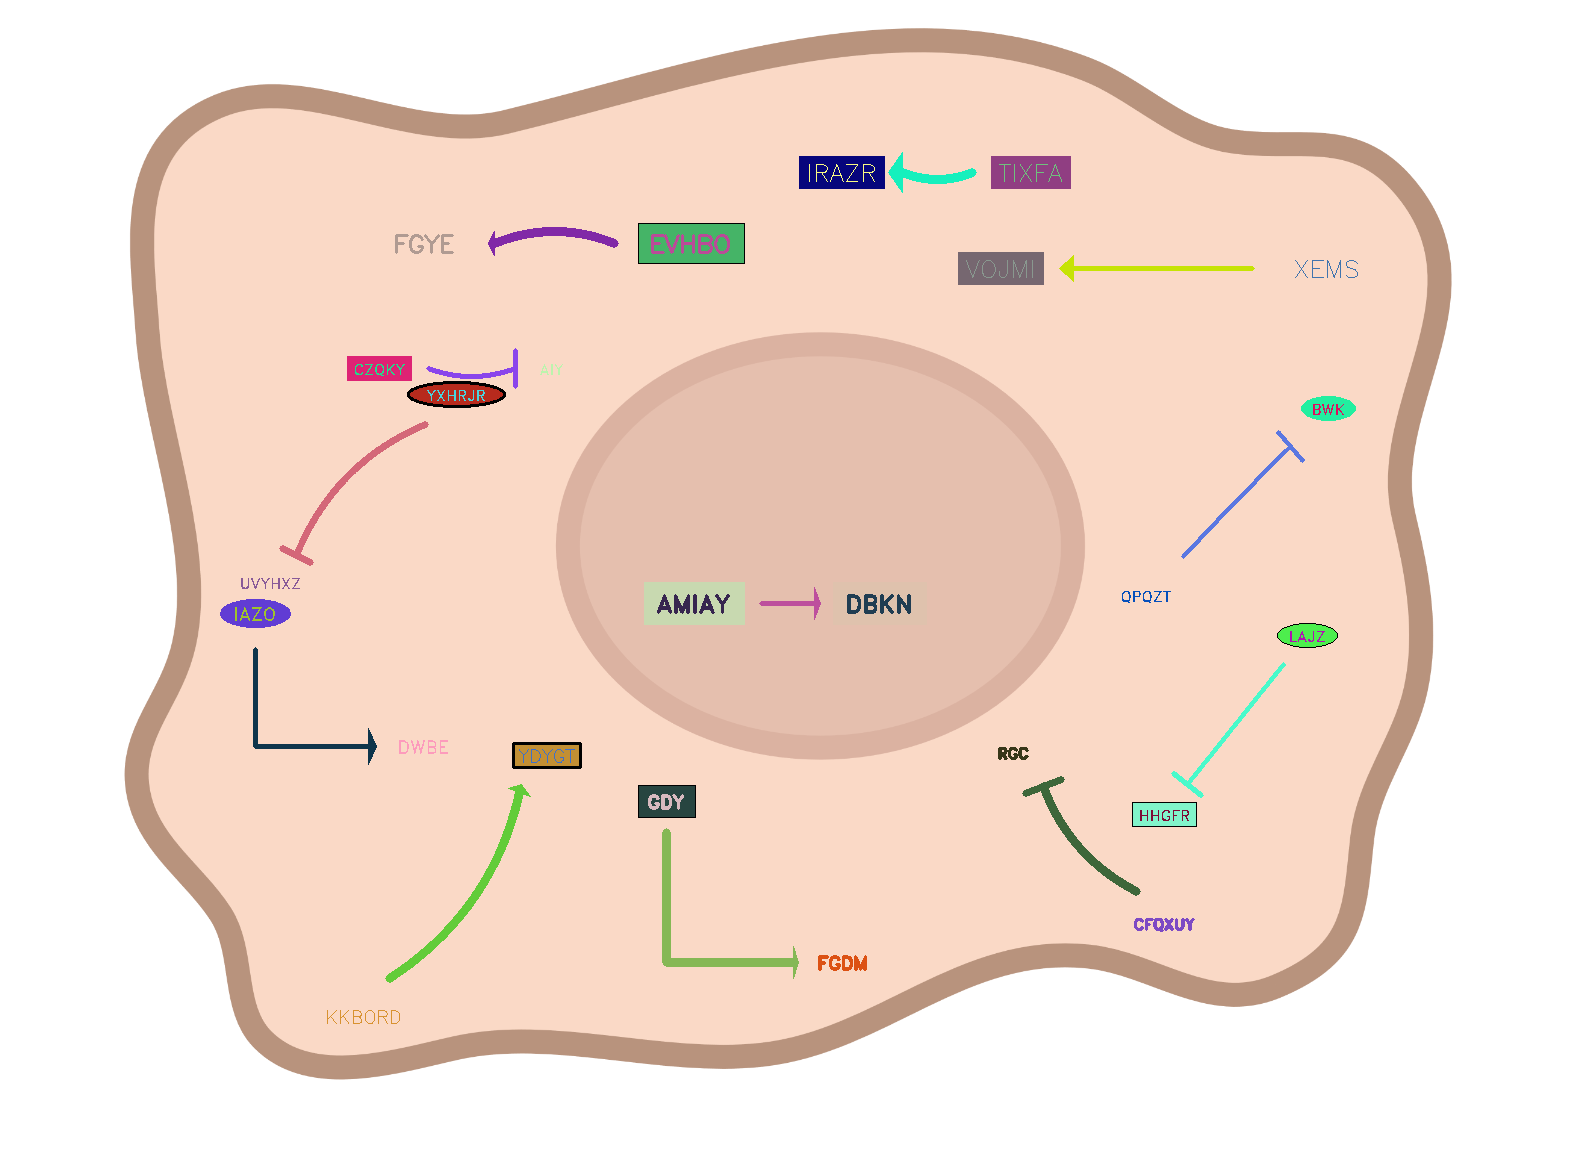 IRAZR
TIXFA
FGYE
EVHBO
VOJMI
XEMS
CZQKY
YXHRJR
BWK
UVYHXZ
IAZO
AMIAY
DBKN
QPQZT
LAJZ
DWBE
YDYGT
RGC
GDY
HHGFR
CFQXUY
FGDM
KKBORD